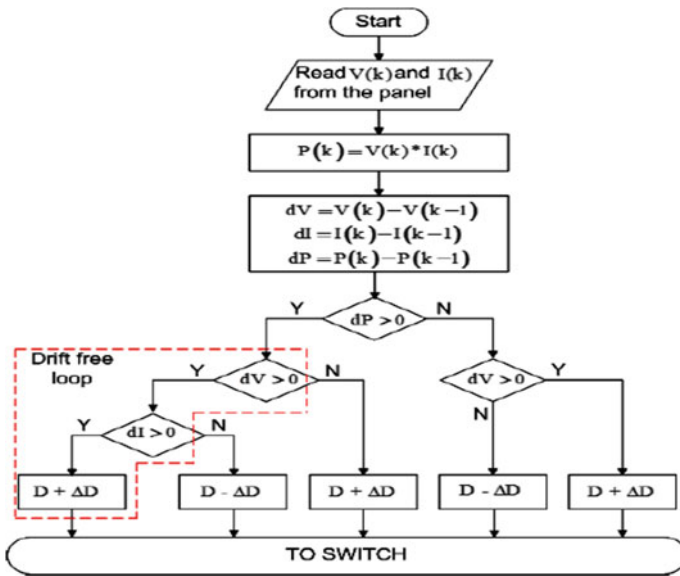 Start
Read V(k) and I(k)
from the panel
P(k)=V(k)*I(k)
dV=V(k)-V(k-1)
dI=I(k)-I(k-1)
dP=P(k)-P(k-1)
Y
dP>0
N
Drift free
loop
Y
dV>0
N
dV>0
Y
N
Y
dI>0
N
D + ΔD
D - ΔD
D + ΔD
D - ΔD
D + ΔD
TO SWITCH